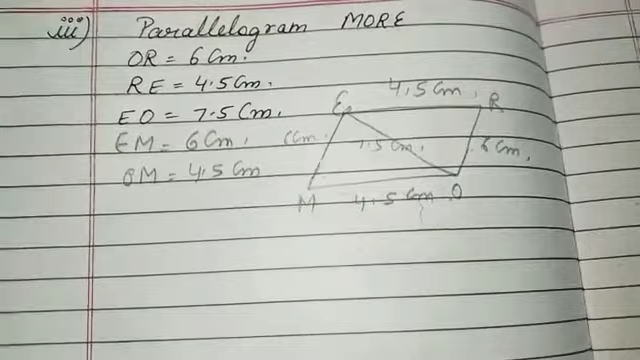 iii) Parallelogram MORE
OR = 6 Cm.
RE = 4.5 Cm.
EO = 7.5 Cm.
EM = 6 Cm.
OM = 4.5 Cm
E 4.5 Cm. R
7.5 Cm. 6 Cm.
M 4.5 Cm O